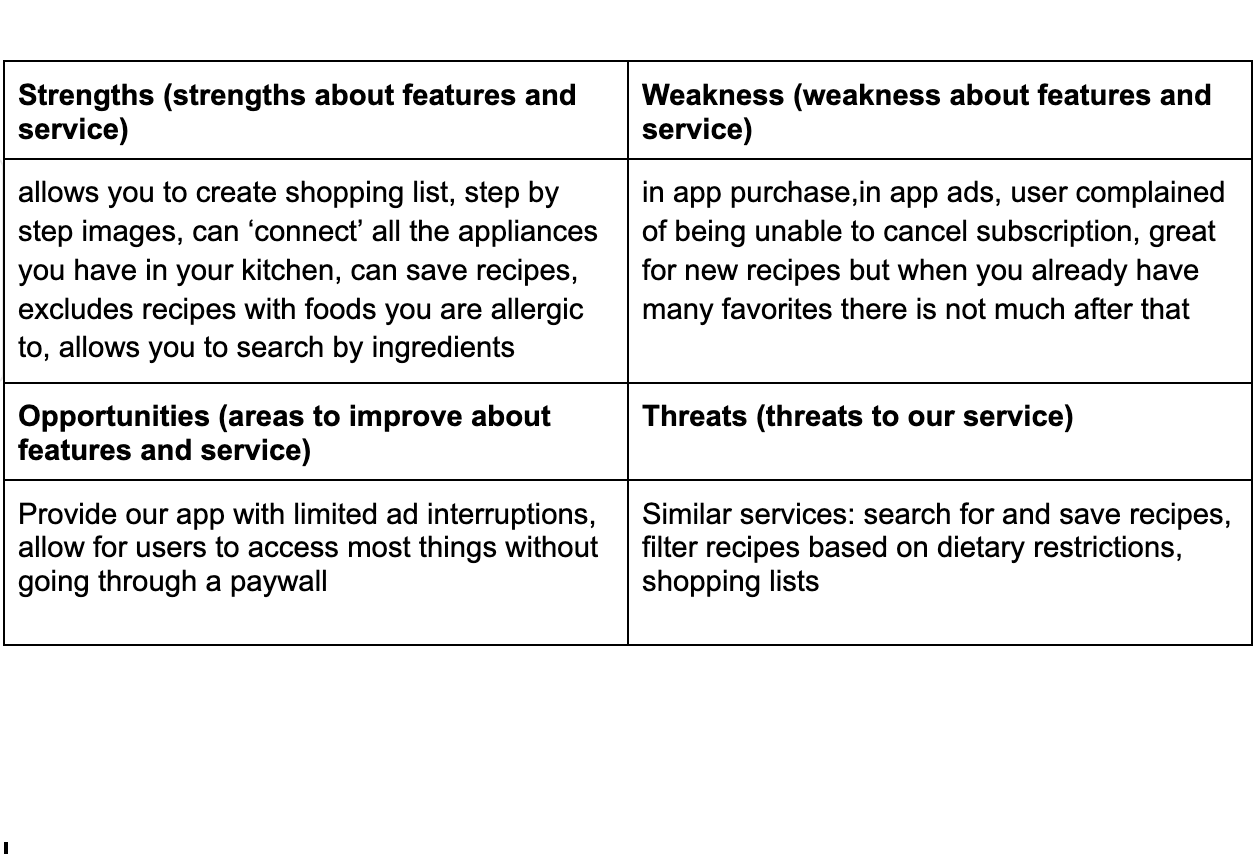 Strengths (strengths about features and
service)
Weakness (weakness about features and
service)
allows you to create shopping list, step by
step images, can ‘connect’ all the appliances
you have in your kitchen, can save recipes,
excludes recipes with foods you are allergic
to, allows you to search by ingredients
in app purchase,in app ads, user complained
of being unable to cancel subscription, great
for new recipes but when you already have
many favorites there is not much after that
Opportunities (areas to improve about
features and service)
Threats (threats to our service)
Provide our app with limited ad interruptions,
allow for users to access most things without
going through a paywall
Similar services: search for and save recipes,
filter recipes based on dietary restrictions,
shopping lists